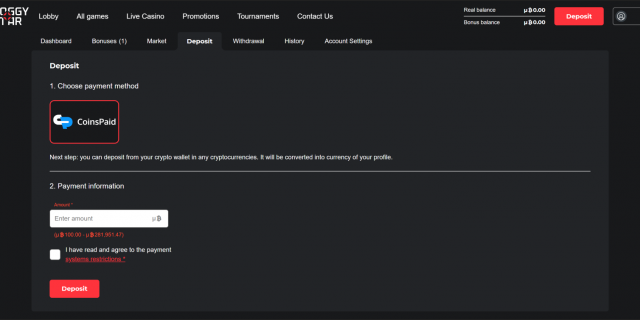 Lobby
All games
Live Casino
Promotions
Tournaments
Contact Us
Real balance
µ₿0.00
Bonus balance
µ₿0.00
Deposit
Dashboard
Bonuses (1)
Market
Deposit
Withdrawal
History
Account Settings
Deposit
1. Choose payment method
CoinsPaid
Next step: you can deposit from your crypto wallet in any cryptocurrencies. It will be converted into currency of your profile.
2. Payment information
Amount *
Enter amount
µ₿
(µ₿100.00 - µ₿281,951.47)
I have read and agree to the payment
systems restrictions *
Deposit